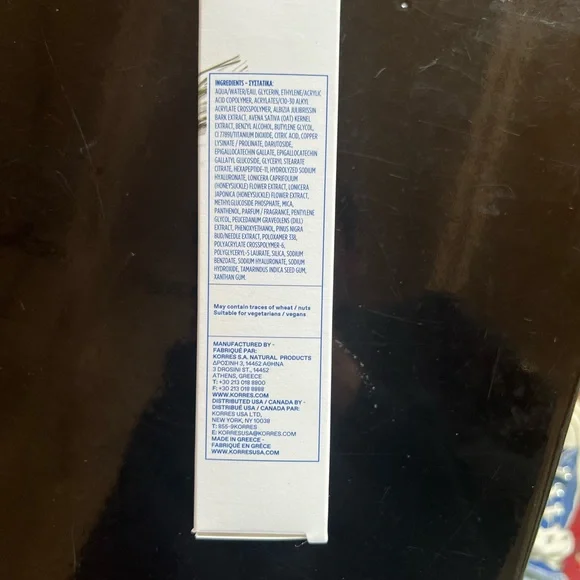 INGREDIENTS - ΣΥΣΤΑΤΙΚΑ:
AQUA/WATER/EAU, GLYCERIN, ETHYLENE/ACRYLIC
ACID COPOLYMER, ACRYLATES/C10-30 ALKYL
ACRYLATE CROSSPOLYMER, ALBIZIA JULIBRISSIN
BARK EXTRACT, AVENA SATIVA (OAT) KERNEL
EXTRACT, BENZYL ALCOHOL, BUTYLENE GLYCOL,
CI 77891/TITANIUM DIOXIDE, CITRIC ACID, COPPER
LYSINATE / PROLINATE, DARUTOSIDE,
EPIGALLOCATECHIN GALLATE, EPIGALLOCATECHIN
GALLATYL GLUCOSIDE, GLYCERYL STEARATE
CITRATE, HEXAPEPTIDE-11, HYDROLYZED SODIUM
HYALURONATE, LONICERA CAPRIFOLIUM
(HONEYSUCKLE) FLOWER EXTRACT, LONICERA
JAPONICA (HONEYSUCKLE) FLOWER EXTRACT,
METHYLGLUCOSIDE PHOSPHATE, MICA,
PANTHENOL, PARFUM / FRAGRANCE, PENTYLENE
GLYCOL, PEUCEDANUM GRAVEOLENS (DILL)
EXTRACT, PHENOXYETHANOL, PINUS NIGRA
BUD/NEEDLE EXTRACT, POLOXAMER 338,
POLYACRYLATE CROSSPOLYMER-6,
POLYGLYCERYL-5 LAURATE, SILICA, SODIUM
BENZOATE, SODIUM HYALURONATE, SODIUM
HYDROXIDE, TAMARINDUS INDICA SEED GUM,
XANTHAN GUM.
May contain traces of wheat / nuts
Suitable for vegetarians / vegans
MANUFACTURED BY -
FABRIQUÉ PAR:
KORRES S.A. NATURAL PRODUCTS
ΔΡΟΣΙΝΗ 3, 14452 ΑΘΗΝΑ
3 DROSINI ST., 14452
ATHENS, GREECE
T: +30 213 018 8800
F: +30 213 018 8868
WWW.KORRES.COM
DISTRIBUTED USA / CANADA BY -
DISTRIBUÉ USA / CANADA PAR:
KORRES USA LTD,
NEW YORK, NY 10039
T: 855-9KORRES
E: KORRESUSA@KORRES.COM
MADE IN GREECE -
FABRIQUÉ EN GRÈCE
WWW.KORRESUSA.COM